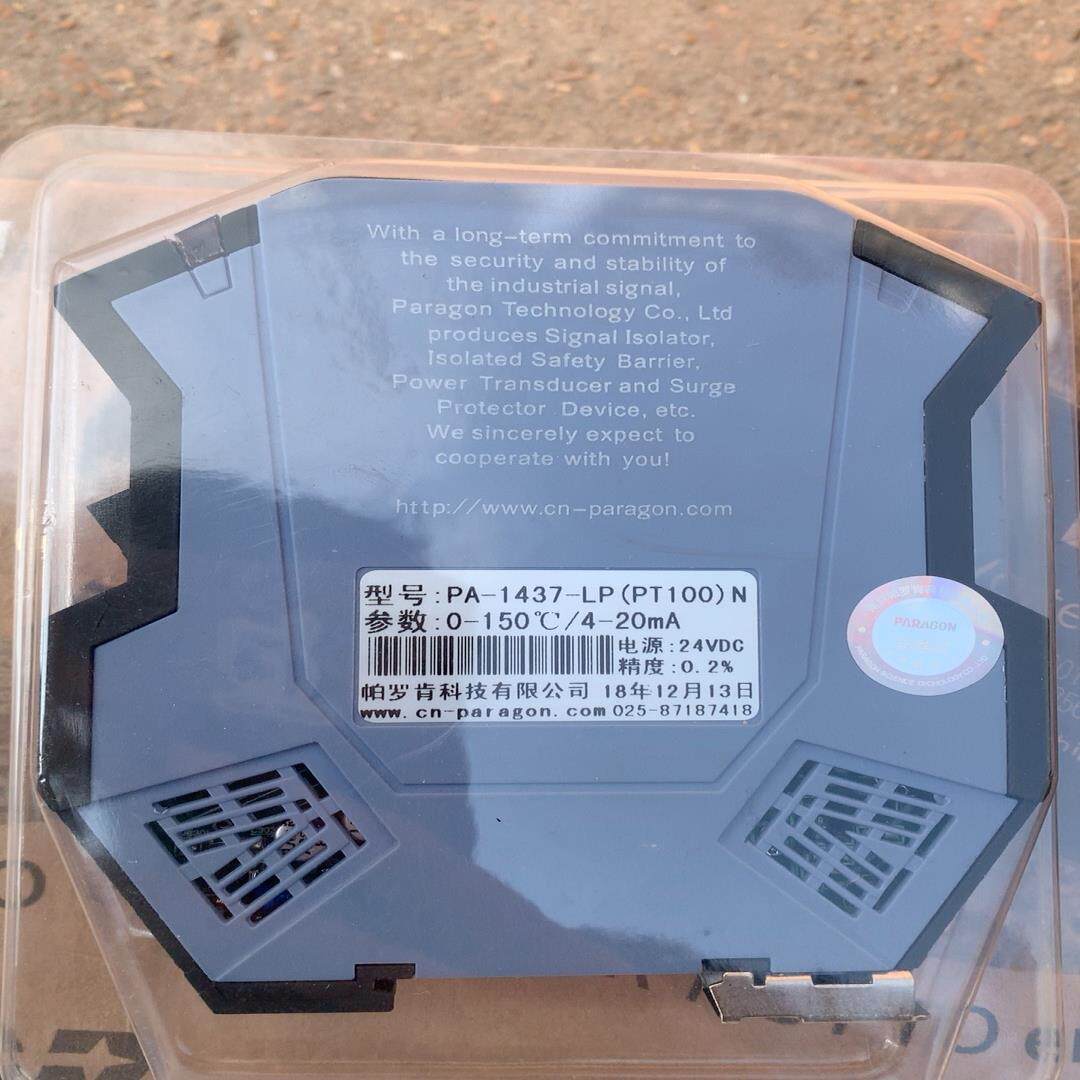 With a long-term commitment to
the security and stability of
the industrial signal,
Paragon Technology Co., Ltd
produces Signal Isolator,
Isolated Safety Barrier,
Power Transducer and Surge
Protector Device, etc.
We sincerely expect to
cooperate with you!
http://www.cn-paragon.com
型号:PA-1437-LP(PT100)N
参数:0-150℃/4-20mA
电源:24VDC
精度:0.2%
帕罗肯科技有限公司 18年12月13日
www.cn-paragon.com 025-87187418
PARAGON